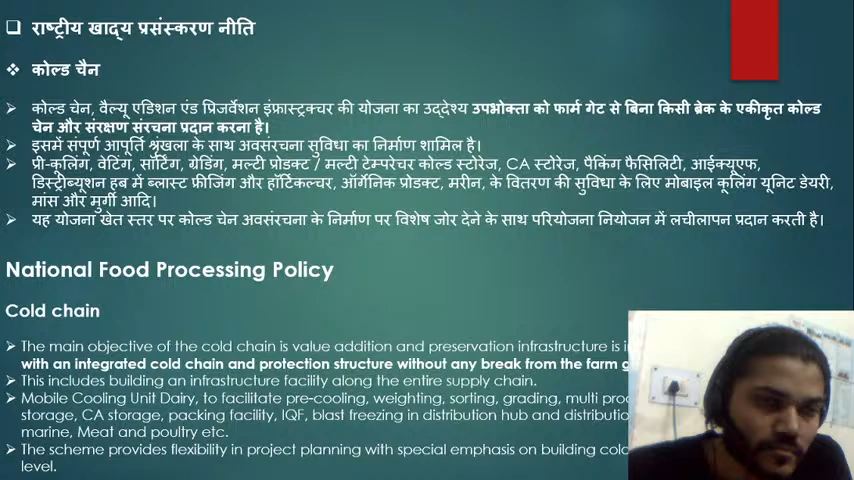 राष्ट्रीय खाद्य प्रसंस्करण नीति
कोल्ड चैन
कोल्ड चेन, वैल्यू एडिशन एंड प्रिजर्वेशन इंफ्रास्ट्रक्चर की योजना का उद्देश्य उपभोक्ता को फार्म गेट से बिना किसी ब्रेक के एकीकृत कोल्ड
चेन और संरक्षण संरचना प्रदान करना है।
इसमें संपूर्ण आपूर्ति श्रृंखला के साथ अवसंरचना सुविधा का निर्माण शामिल है।
प्री-कूलिंग, वेटिंग, सॉर्टिंग, ग्रेडिंग, मल्टी प्रोडक्ट / मल्टी टेम्परेचर कोल्ड स्टोरेज, CA स्टोरेज, पैकिंग फैसिलिटी, आईक्यूएफ,
डिस्ट्रीब्यूशन हब में ब्लास्ट फ्रीजिंग और हॉर्टिकल्चर, ऑर्गेनिक प्रोडक्ट, मरीन, के वितरण की सुविधा के लिए मोबाइल कूलिंग यूनिट डेयरी,
मांस और मुर्गी आदि।
यह योजना खेत स्तर पर कोल्ड चेन अवसंरचना के निर्माण पर विशेष जोर देने के साथ परियोजना नियोजन में लचीलापन प्रदान करती है।
National Food Processing Policy
Cold chain
The main objective of the cold chain is value addition and preservation infrastructure is
with an integrated cold chain and protection structure without any break from the farm
This includes building an infrastructure facility along the entire supply chain.
Mobile Cooling Unit Dairy, to facilitate pre-cooling, weighting, sorting, grading, multi
storage, CA storage, packing facility, IQF, blast freezing in distribution hub and
marine, Meat and poultry etc.
The scheme provides flexibility in project planning with special emphasis on building
level.